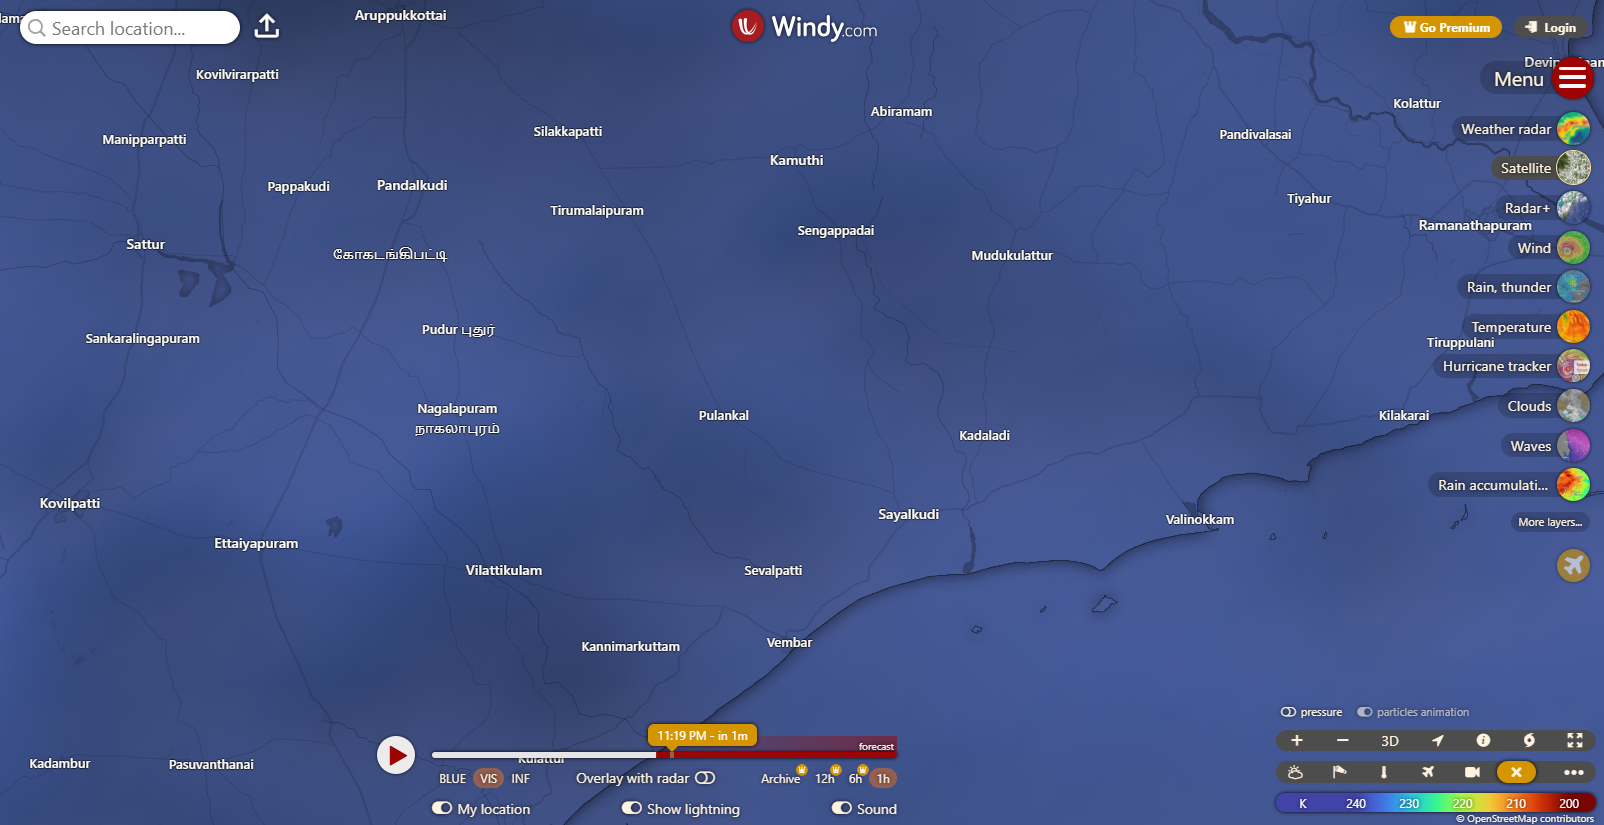 Search location...
Aruppukkottai
Windy.com
Go Premium
Login
Menu
Kovilvirarpatti
Manipparpatti
Silakkapatti
Abiramam
Kolattur
Pandivalasai
Weather radar
Kamuthi
Satellite
Pappakudi
Pandalkudi
Tirumalaipuram
Tiyahur
Radar+
Ramanathapuram
Sengappadai
Sattur
Wind
கோகடங்கிபட்டி
Mudukulattur
Rain, thunder
Pudur புதுர்
Temperature
Sankaralingapuram
Tiruppulani
Hurricane tracker
Nagalapuram
நாகலாபுரம்
Clouds
Pulankal
Kilakarai
Kadaladi
Waves
Rain accumulati...
Kovilpatti
Sayalkudi
Valinokkam
More layers...
Ettaiyapuram
Vilattikulam
Sevalpatti
Kannimarkuttam
Vembar
pressure
particles animation
11:19 PM - in 1m
forecast
3D
Kadambur
Pasuvanthanai
Kulattur
BLUE VIS INF
Overlay with radar
Archive 12h 6h 1h
My location
Show lightning
Sound
K 240 230 220 210 200
© OpenStreetMap contributors